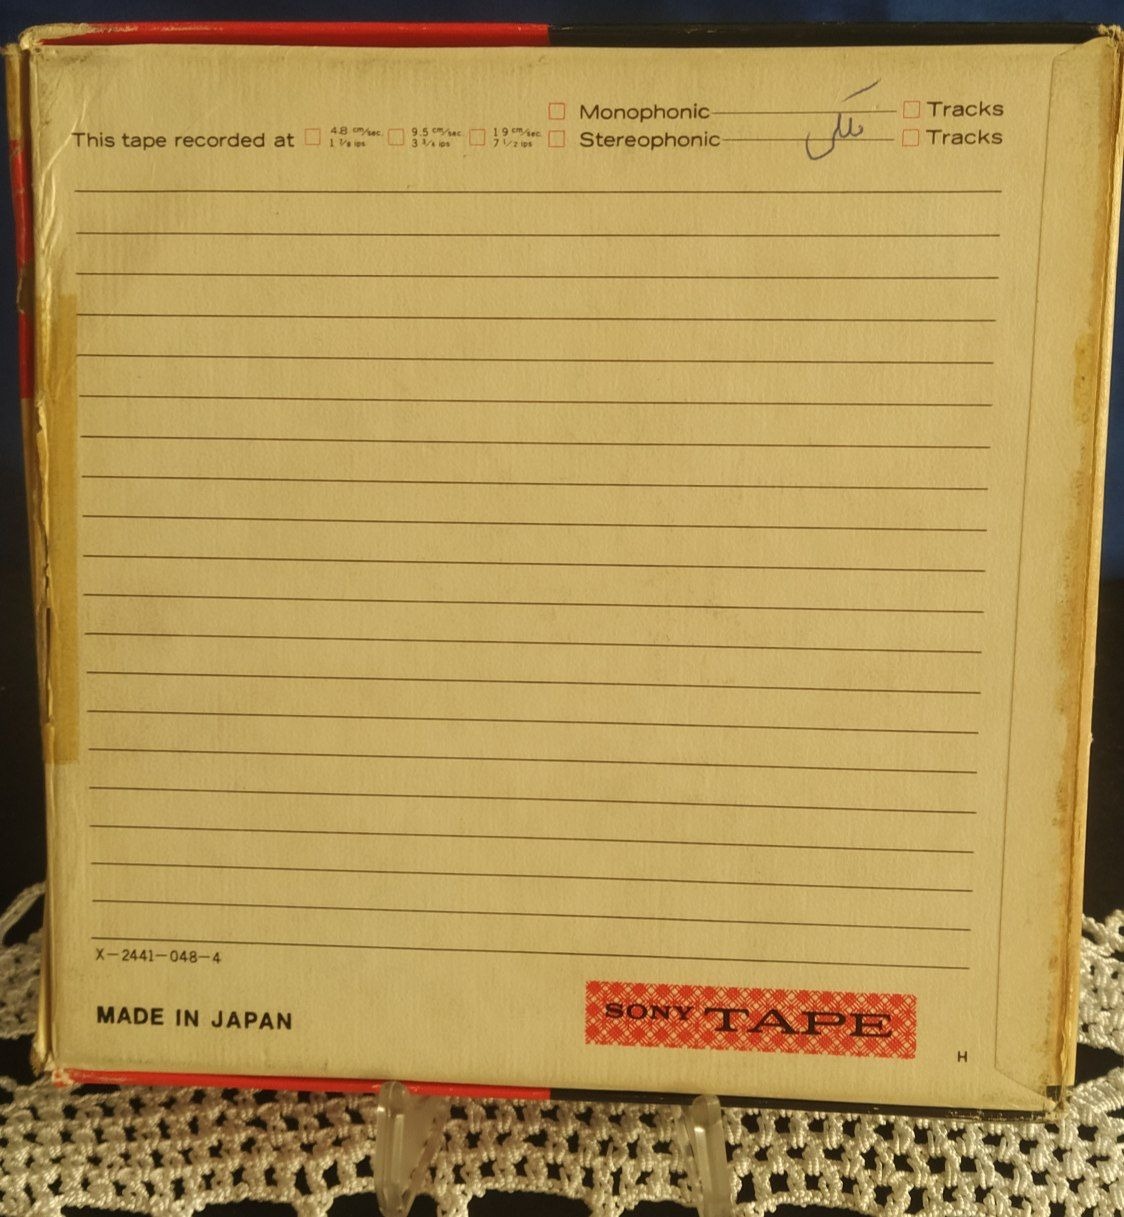 Monophonic Tracks
This tape recorded at 4.8 cm/sec. 1 7/8 ips 9.5 cm/sec 3 3/4 ips 19 cm/sec. 7 1/2 ips Stereophonic Tracks
X-2441-048-4
MADE IN JAPAN
SONY TAPE
H